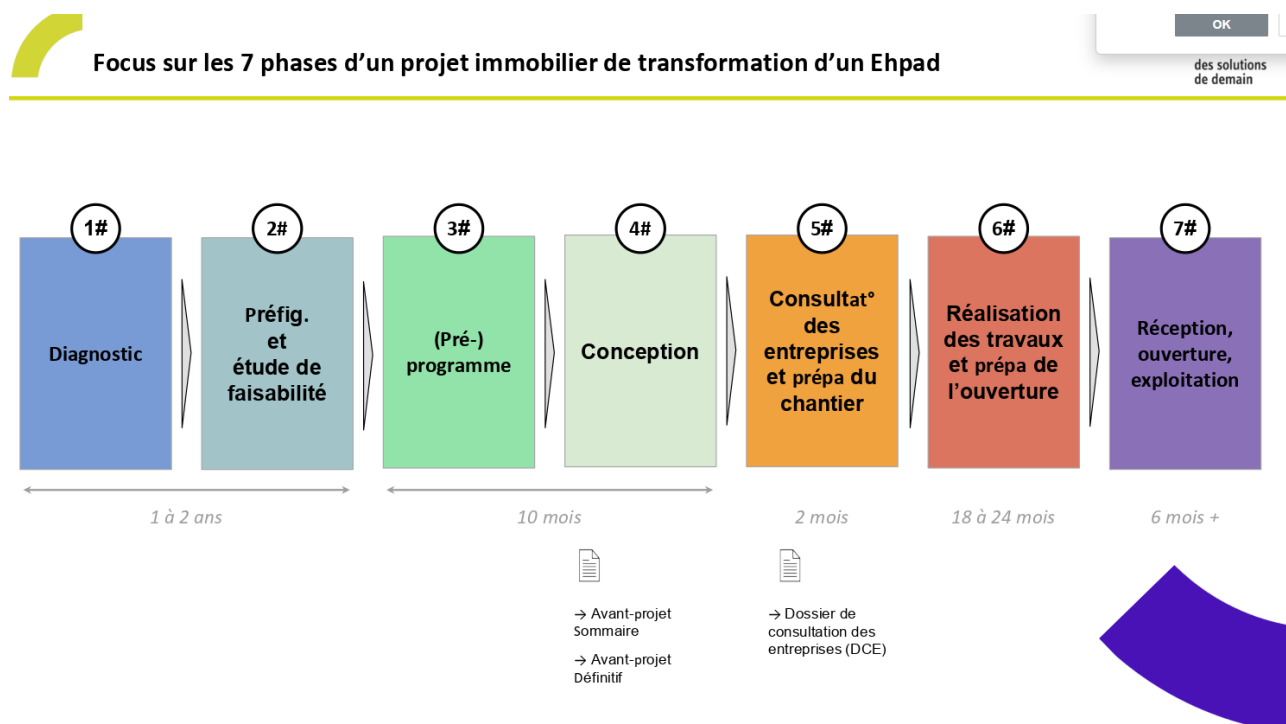 OK
Focus sur les 7 phases d’un projet immobilier de transformation d’un Ehpad
des solutions
de demain
1#
2#
3#
4#
5#
6#
7#
Diagnostic
Préfig.
et
étude de
faisabilité
(Pré-)
programme
Conception
Consultat°
des
entreprises
et prépa du
chantier
Réalisation
des travaux
et prépa de
l’ouverture
Réception,
ouverture,
exploitation
1 à 2 ans
10 mois
2 mois
18 à 24 mois
6 mois +
→ Avant-projet
Sommaire
→ Avant-projet
Définitif
→ Dossier de
consultation des
entreprises (DCE)